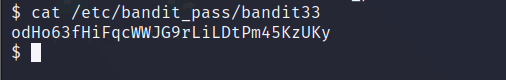 $ cat /etc/bandit_pass/bandit33
odHo63fHiFqcWWJG9rLiLDtPm45KzUKy
$